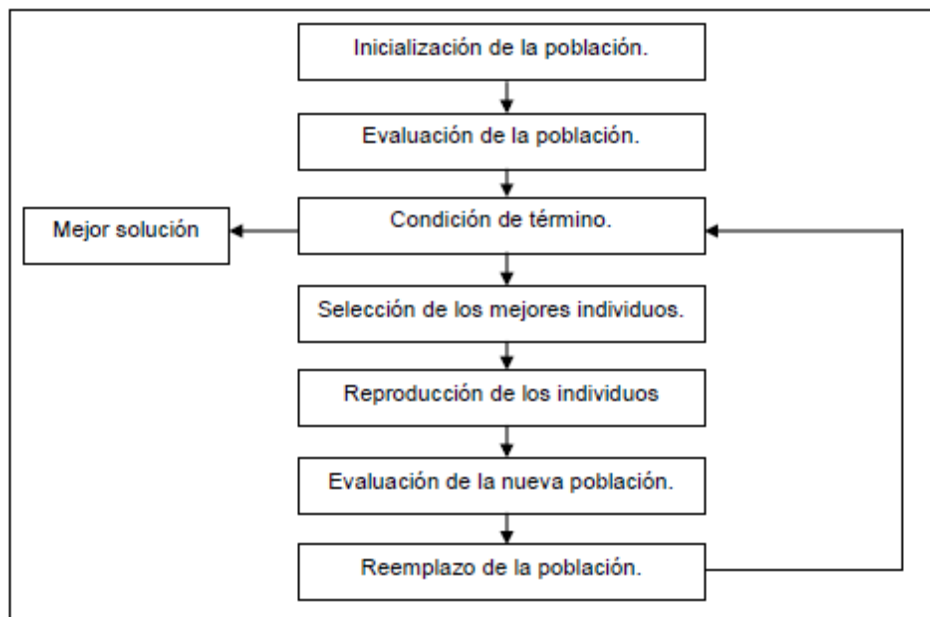 Inicialización de la población.
Evaluación de la población.
Condición de término.
Mejor solución
Selección de los mejores individuos.
Reproducción de los individuos
Evaluación de la nueva población.
Reemplazo de la población.